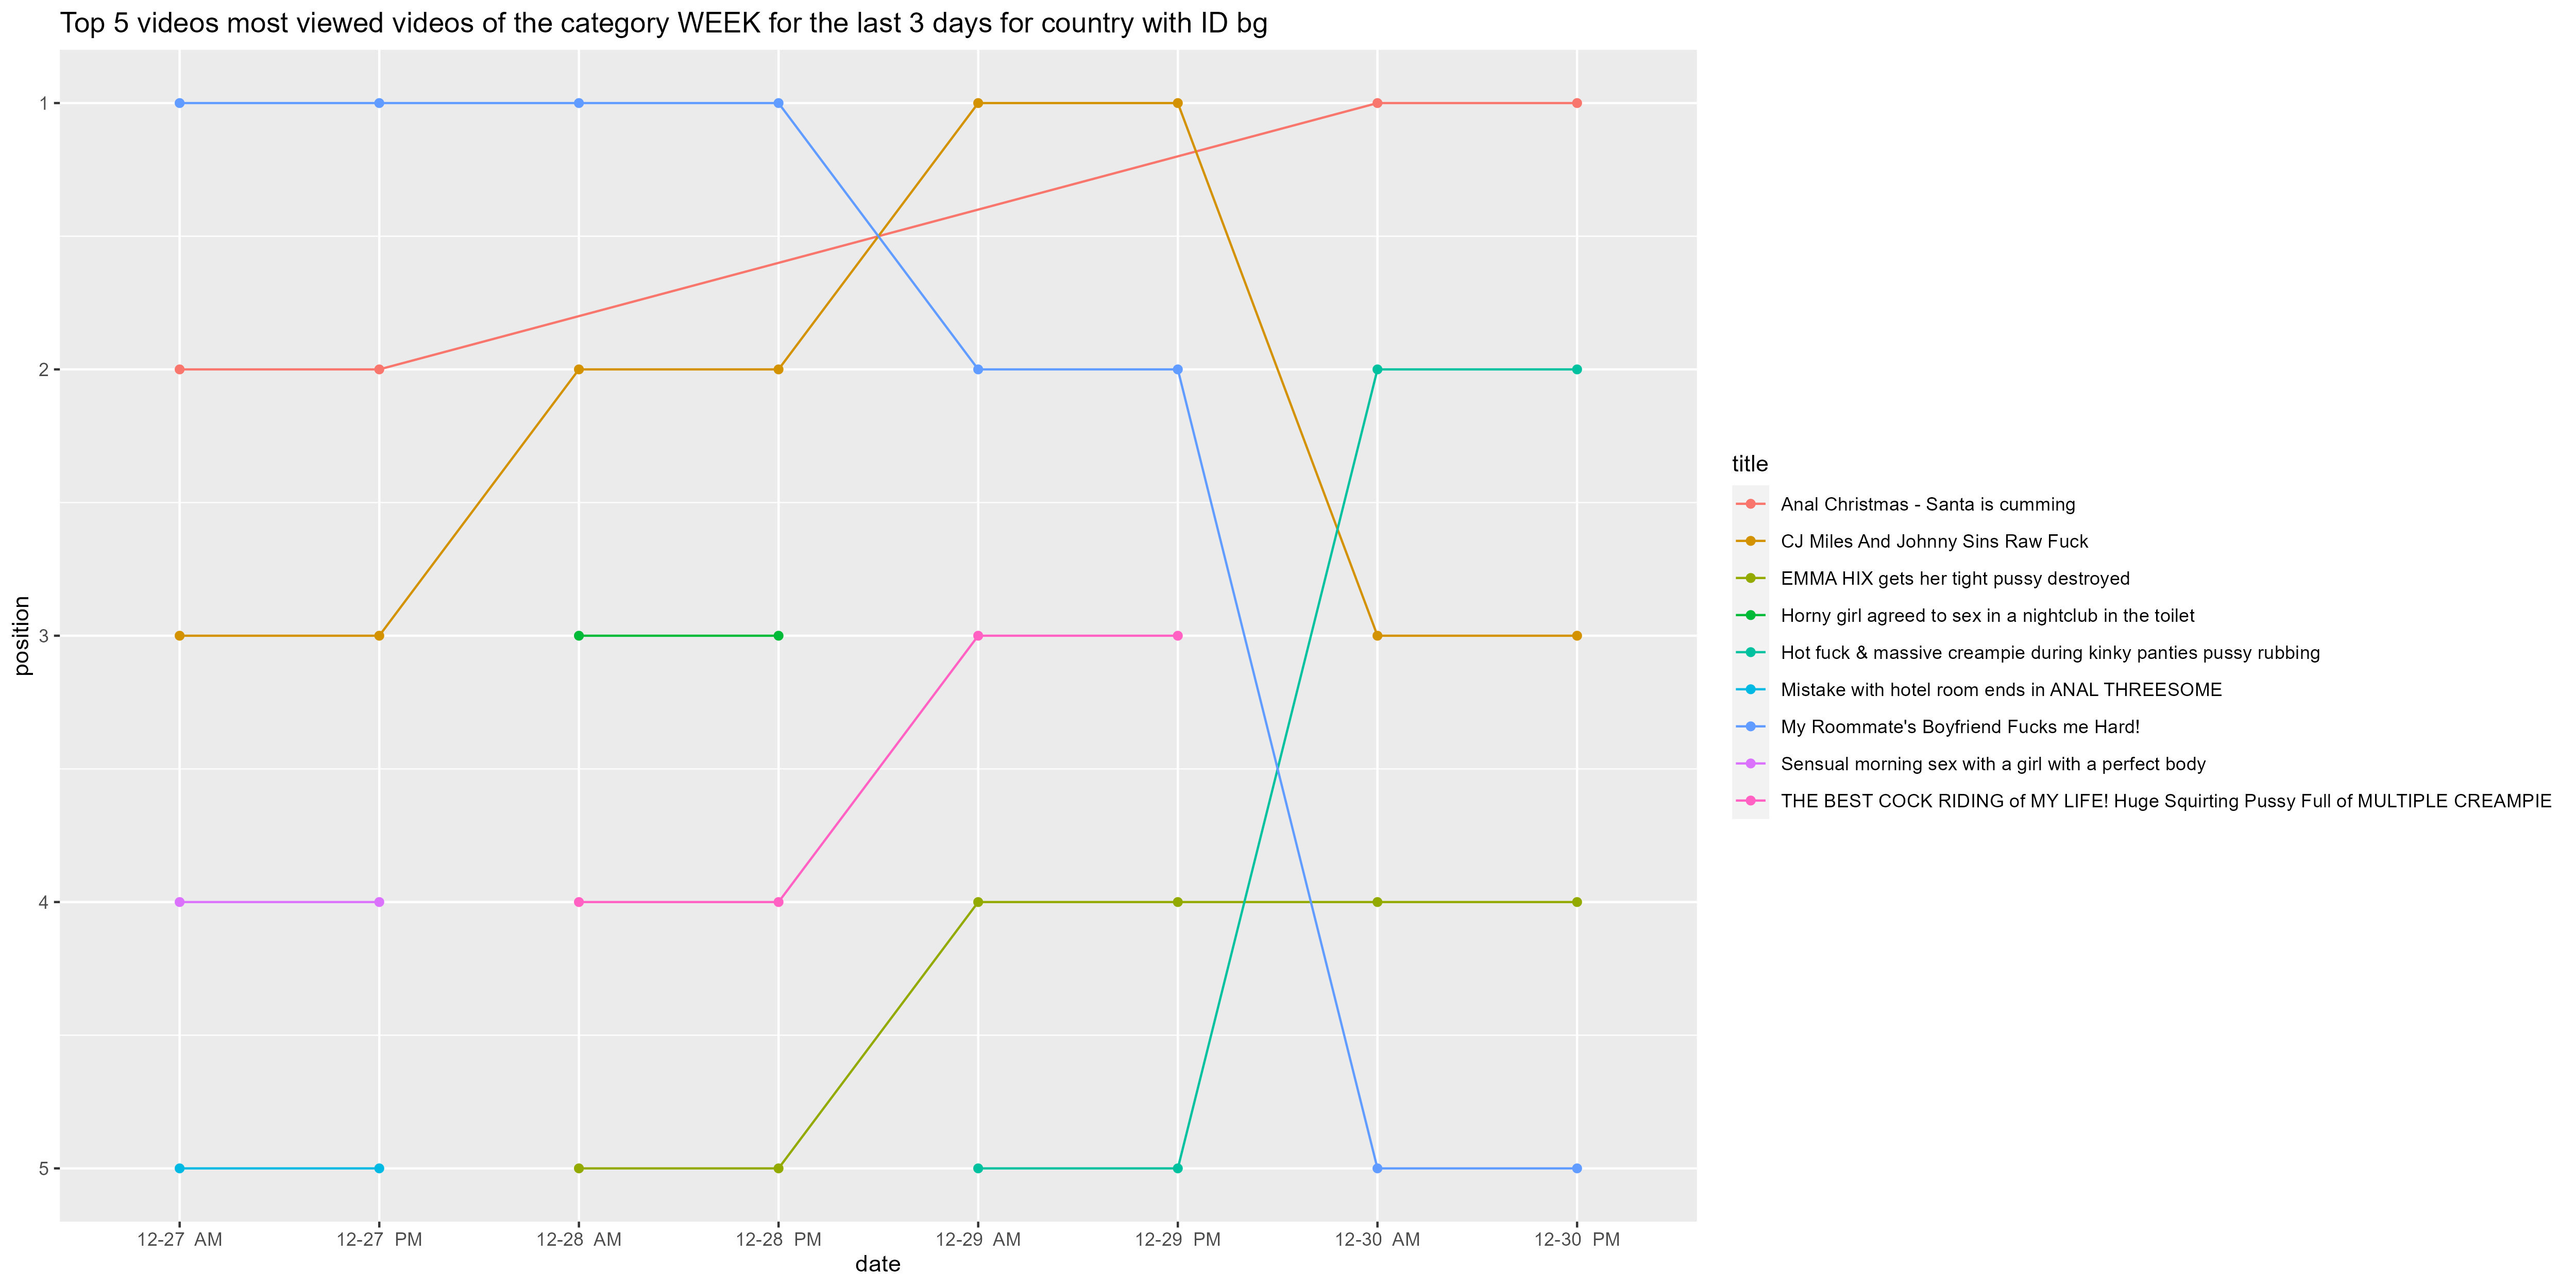 Top 5 videos most viewed videos of the category WEEK for the last 3 days for country with ID bg
1
2
3
4
5
position
12-27 AM
12-27 PM
12-28 AM
12-28 PM
12-29 AM
12-29 PM
12-30 AM
12-30 PM
date
title
Anal Christmas - Santa is cumming
CJ Miles And Johnny Sins Raw Fuck
EMMA HIX gets her tight pussy destroyed
Horny girl agreed to sex in a nightclub in the toilet
Hot fuck & massive creampie during kinky panties pussy rubbing
Mistake with hotel room ends in ANAL THREESOME
My Roommate's Boyfriend Fucks me Hard!
Sensual morning sex with a girl with a perfect body
THE BEST COCK RIDING of MY LIFE! Huge Squirting Pussy Full of MULTIPLE CREAMPIE